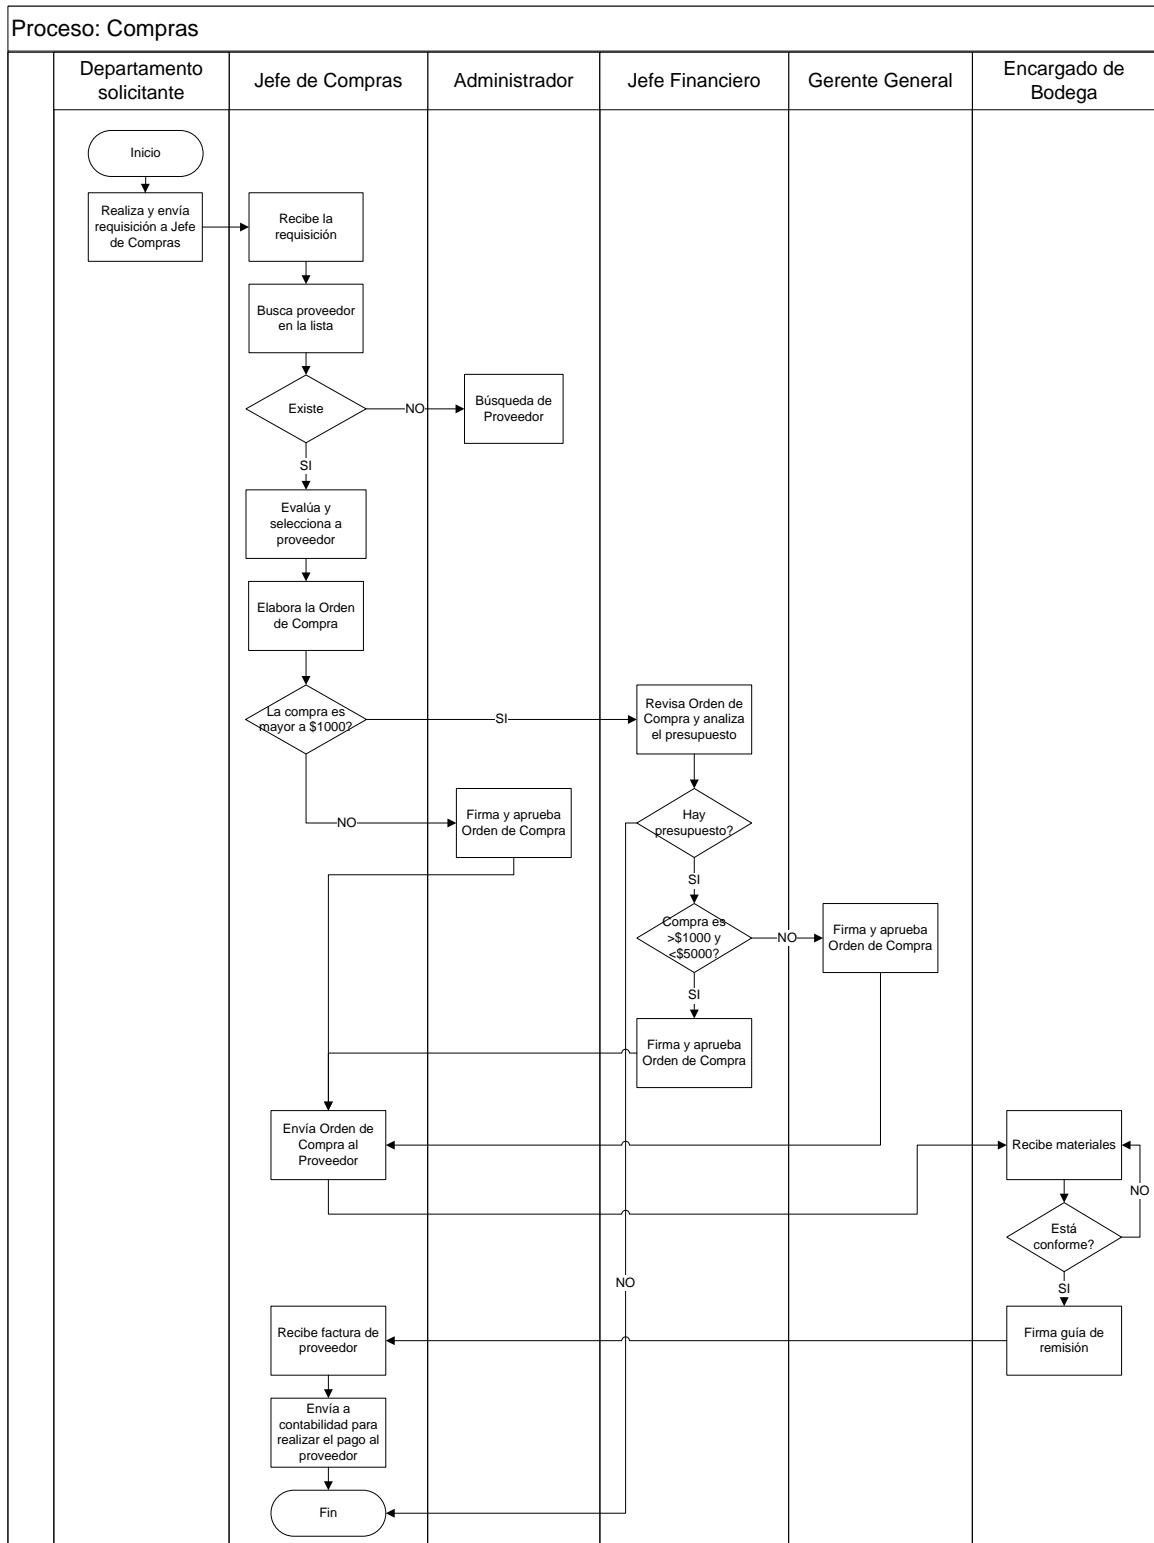 Proceso: Compras
Departamento
solicitante
Jefe de Compras
Administrador
Jefe Financiero
Gerente General
Encargado de
Bodega
Inicio
Realiza y envía
requisición a Jefe
de Compras
Recibe la
requisición
Busca proveedor
en la lista
Existe
NO
Búsqueda de
Proveedor
SI
Evalúa y
selecciona a
proveedor
Elabora la Orden
de Compra
La compra es
mayor a $1000?
SI
Revisa Orden de
Compra y analiza
el presupuesto
NO
Firma y aprueba
Orden de Compra
Hay
presupuesto?
SI
Compra es
>$1000 y
<$5000?
NO
Firma y aprueba
Orden de Compra
SI
Firma y aprueba
Orden de Compra
Envía Orden de
Compra al
Proveedor
Recibe materiales
NO
Está
conforme?
NO
SI
Recibe factura de
proveedor
Firma guía de
remisión
Envía a
contabilidad para
realizar el pago al
proveedor
Fin